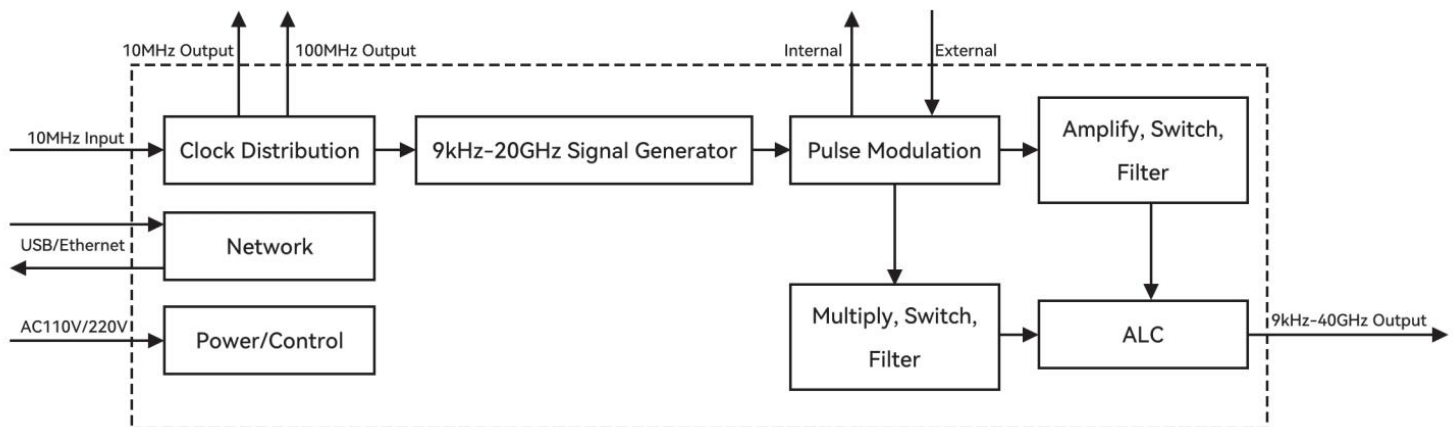 10MHz Output
100MHz Output
Internal
External
10MHz Input
Clock Distribution
9kHz-20GHz Signal Generator
Pulse Modulation
Amplify, Switch,
Filter
USB/Ethernet
Network
AC110V/220V
Power/Control
Multiply, Switch,
Filter
ALC
9kHz-40GHz Output